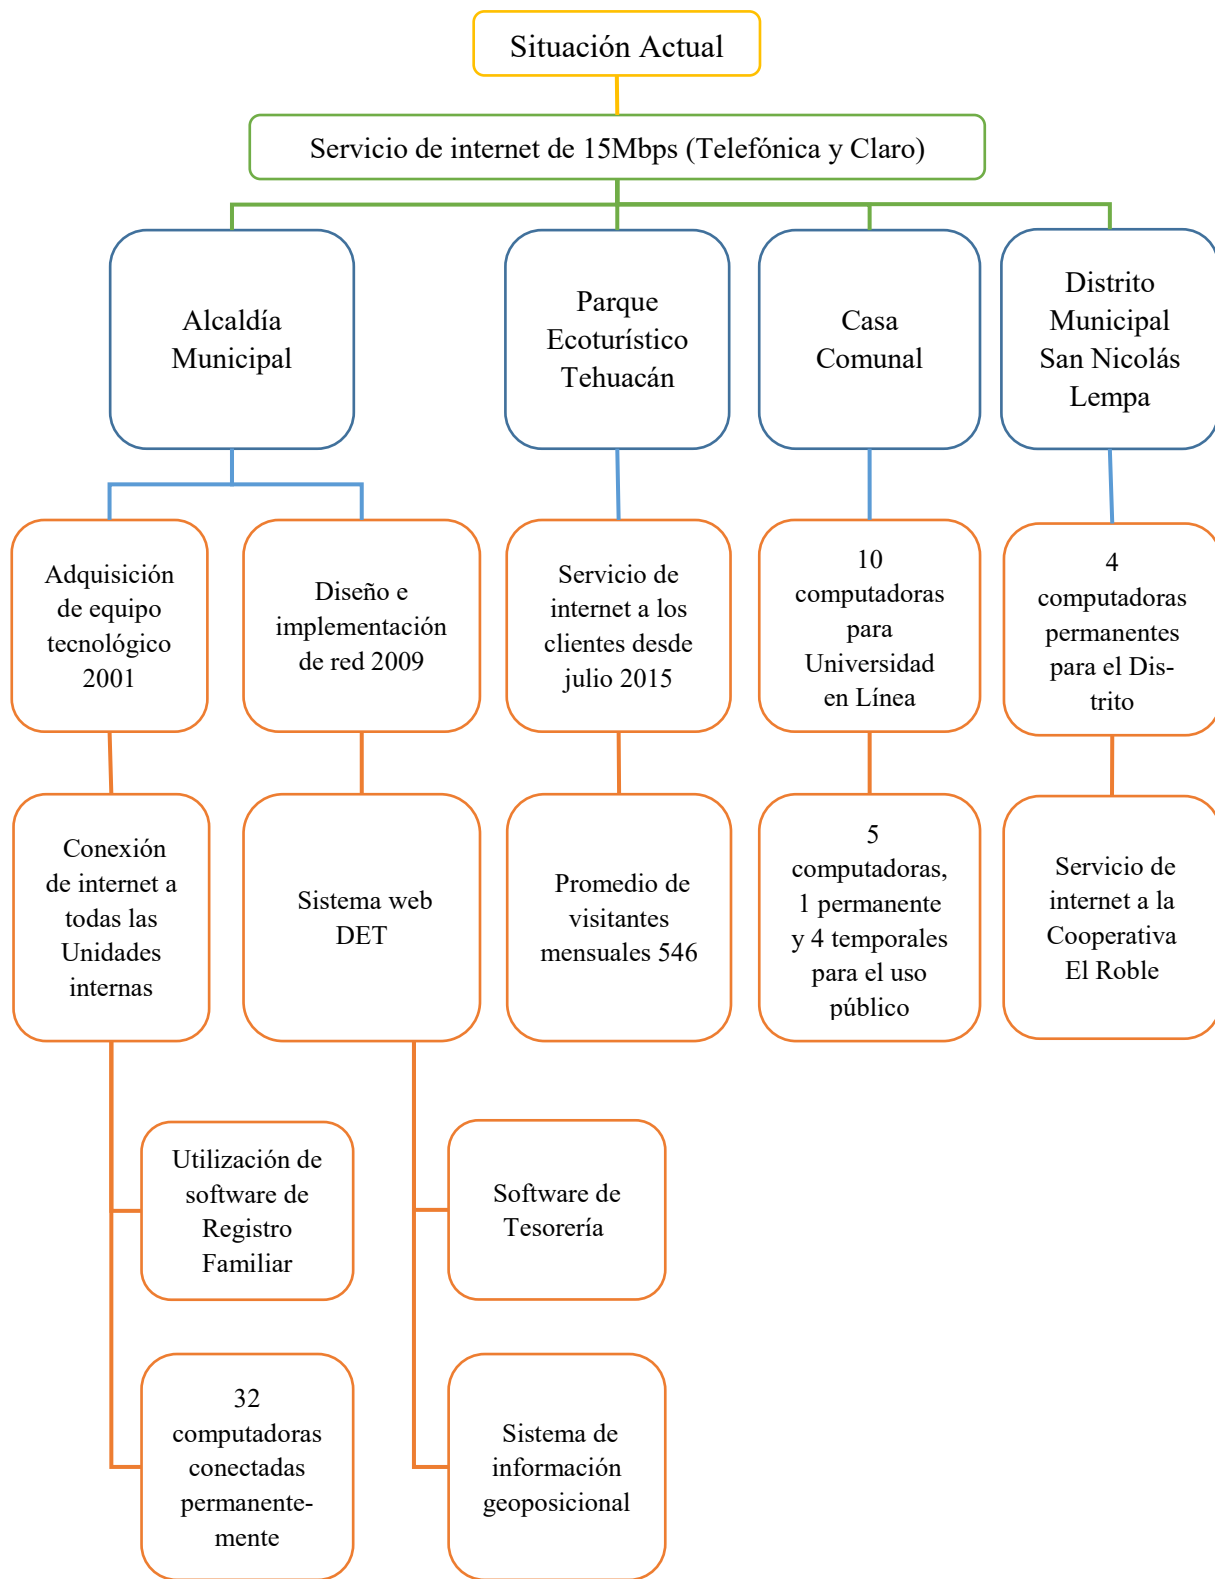 Situación Actual
Servicio de internet de 15Mbps (Telefónica y Claro)
Alcaldía
Municipal
Parque
Ecoturístico
Tehuacán
Casa
Comunal
Distrito
Municipal
San Nicolás
Lempa
Adquisición
de equipo
tecnológico
2001
Diseño e
implementación
de red 2009
Servicio de
internet a los
clientes desde
julio 2015
10
computadoras
para
Universidad
en Línea
4
computadoras
permanentes
para el Dis-
trito
Conexión
de internet a
todas las
Unidades
internas
Sistema web
DET
Promedio de
visitantes
mensuales 546
5
computadoras,
1 permanente
y 4 temporales
para el uso
público
Servicio de
internet a la
Cooperativa
El Roble
Utilización de
software de
Registro
Familiar
Software de
Tesorería
32
computadoras
conectadas
permanente-
mente
Sistema de
información
geoposicional